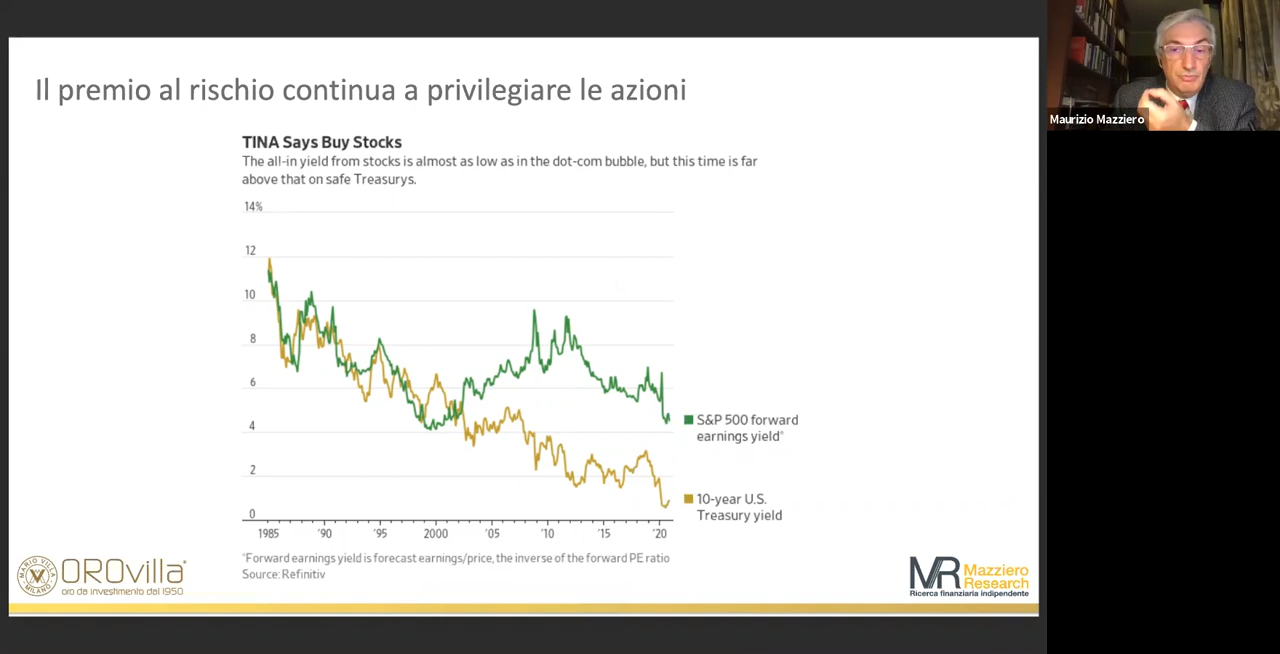 Il premio al rischio continua a privilegiare le azioni
Maurizio Mazziero
TINA Says Buy Stocks
The all-in yield from stocks is almost as low as in the dot-com bubble, but this time is far
above that on safe Treasurys.
14%
12
10
8
6
4
2
0
1985 '90 '95 2000 '05 '10 '15 '20
S&P 500 forward
earnings yield*
10-year U.S.
Treasury yield
*Forward earnings yield is forecast earnings/price, the inverse of the forward PE ratio
Source: Refinitiv
MARIO VILLA
MILANO
OROvilla®
oro da investimento dal 1950
MR Mazziero
Research
Ricerca finanziaria indipendente